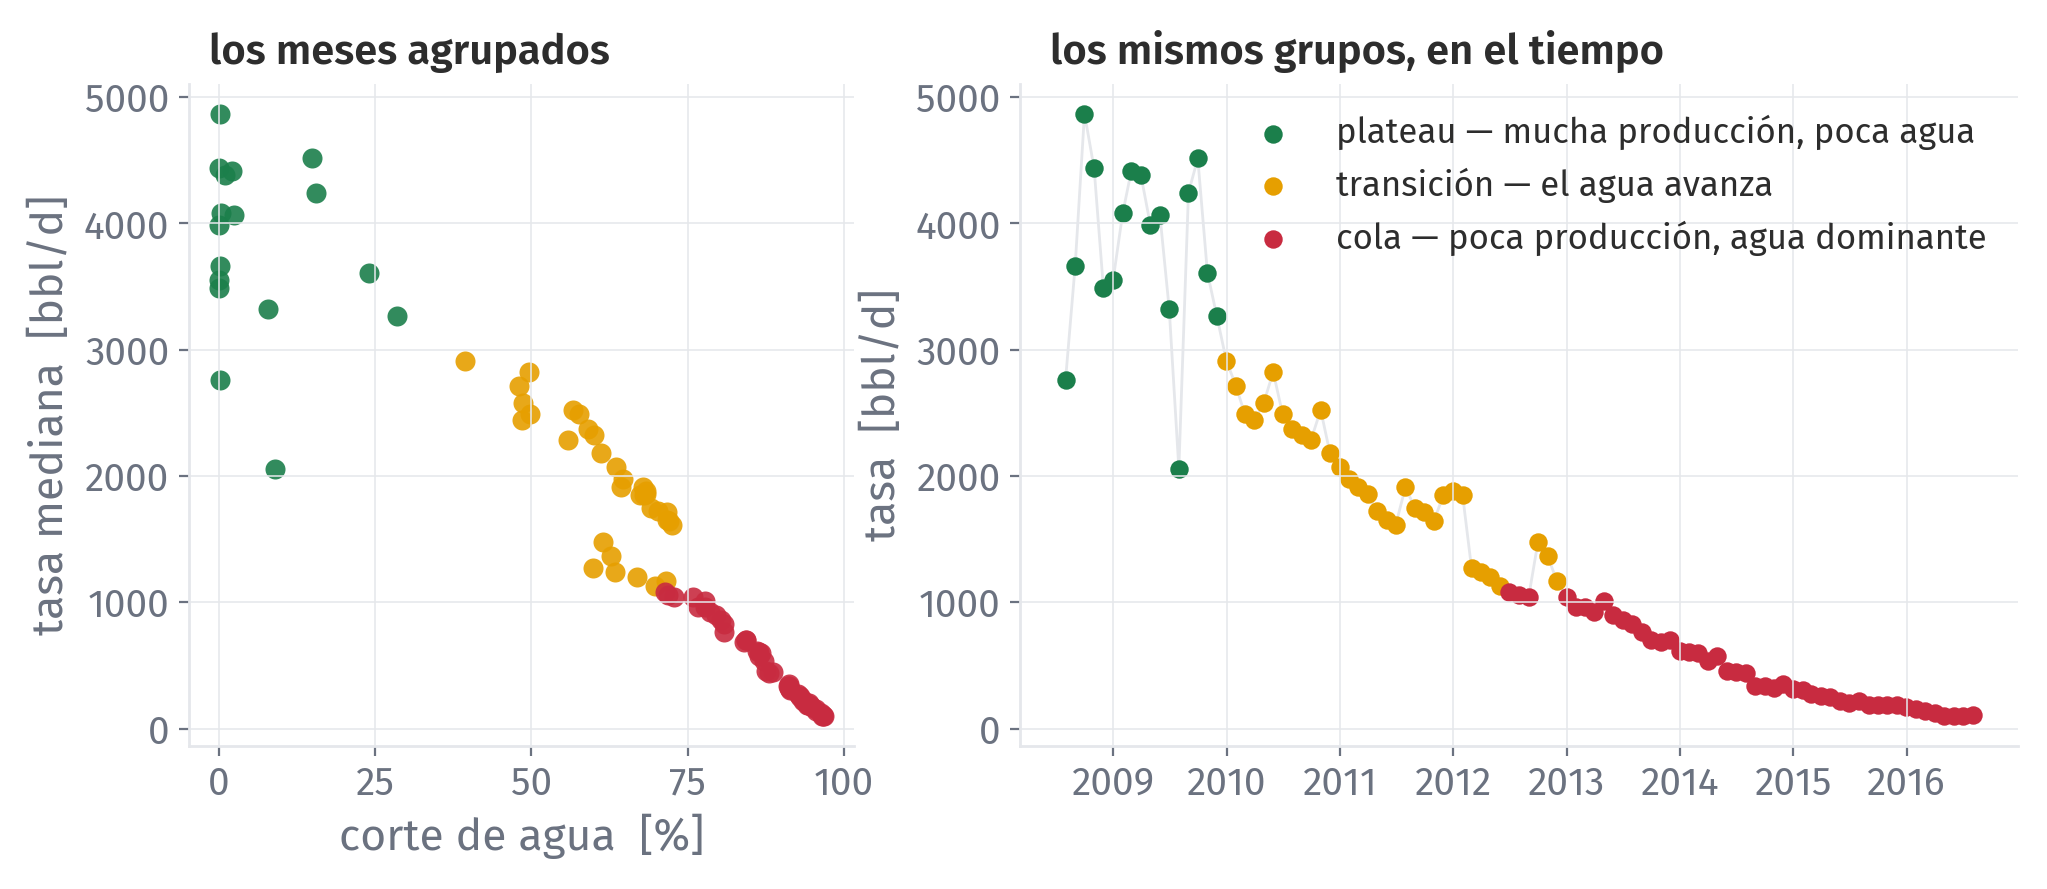 los meses agrupados
tasa mediana [bbl/d]
5000
4000
3000
2000
1000
0
0 25 50 75 100
corte de agua [%]
los mismos grupos, en el tiempo
tasa [bbl/d]
5000
4000
3000
2000
1000
0
plateau — mucha producción, poca agua
transición — el agua avanza
cola — poca producción, agua dominante
2009 2010 2011 2012 2013 2014 2015 2016